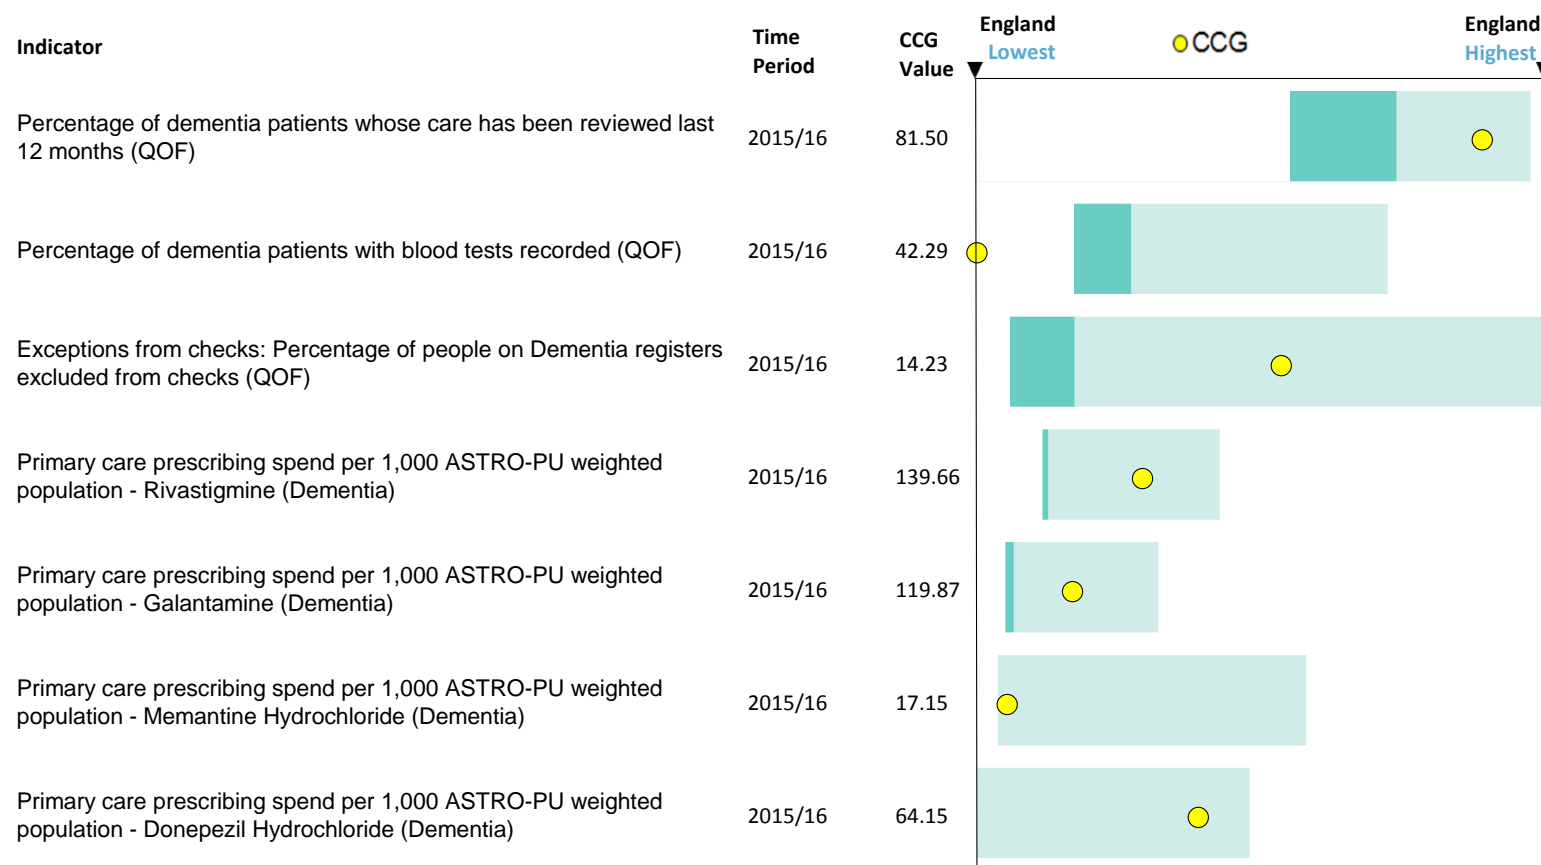 Indicator
Time
Period
CCG
Value
England
Lowest
CCG
England
Highest
Percentage of dementia patients whose care has been reviewed last
12 months (QOF)
2015/16
81.50
Percentage of dementia patients with blood tests recorded (QOF)
2015/16
42.29
Exceptions from checks: Percentage of people on Dementia registers
excluded from checks (QOF)
2015/16
14.23
Primary care prescribing spend per 1,000 ASTRO-PU weighted
population - Rivastigmine (Dementia)
2015/16
139.66
Primary care prescribing spend per 1,000 ASTRO-PU weighted
population - Galantamine (Dementia)
2015/16
119.87
Primary care prescribing spend per 1,000 ASTRO-PU weighted
population - Memantine Hydrochloride (Dementia)
2015/16
17.15
Primary care prescribing spend per 1,000 ASTRO-PU weighted
population - Donepezil Hydrochloride (Dementia)
2015/16
64.15